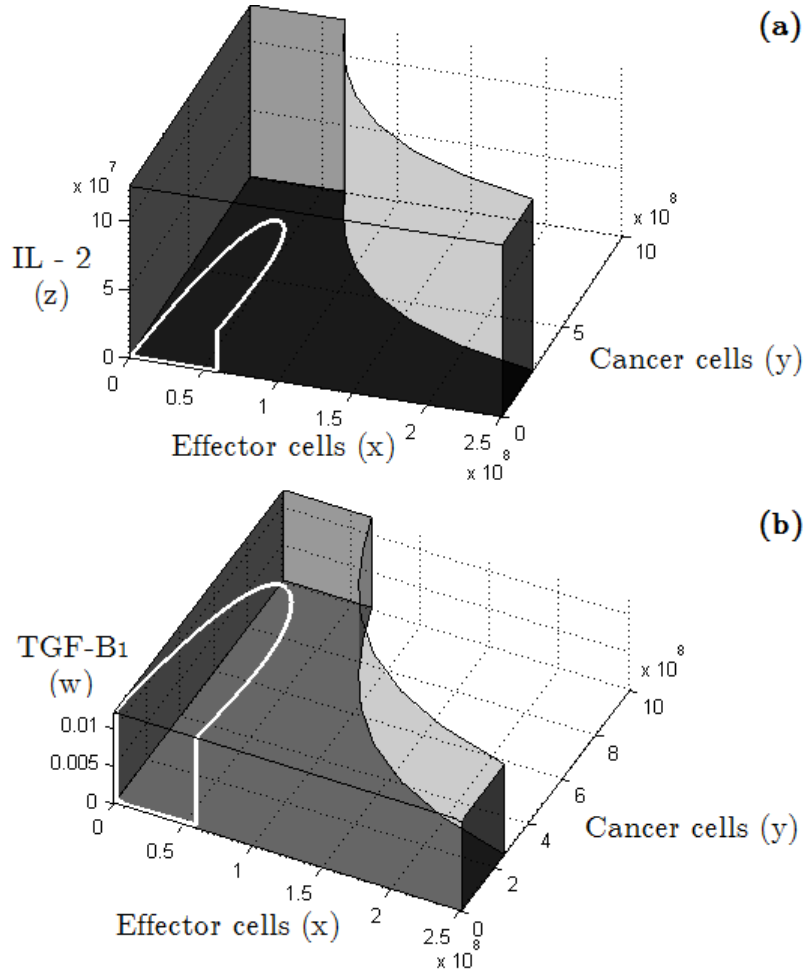 (a)
x 10^7
10
5
0
IL - 2
(z)
0
0.5
1
1.5
2
2.5
x 10^8
Effector cells (x)
0
5
10
x 10^8
Cancer cells (y)
(b)
TGF-B1
(w)
0.01
0.005
0
0
0.5
1
1.5
2
2.5
x 10^8
Effector cells (x)
0
2
4
6
8
10
x 10^8
Cancer cells (y)